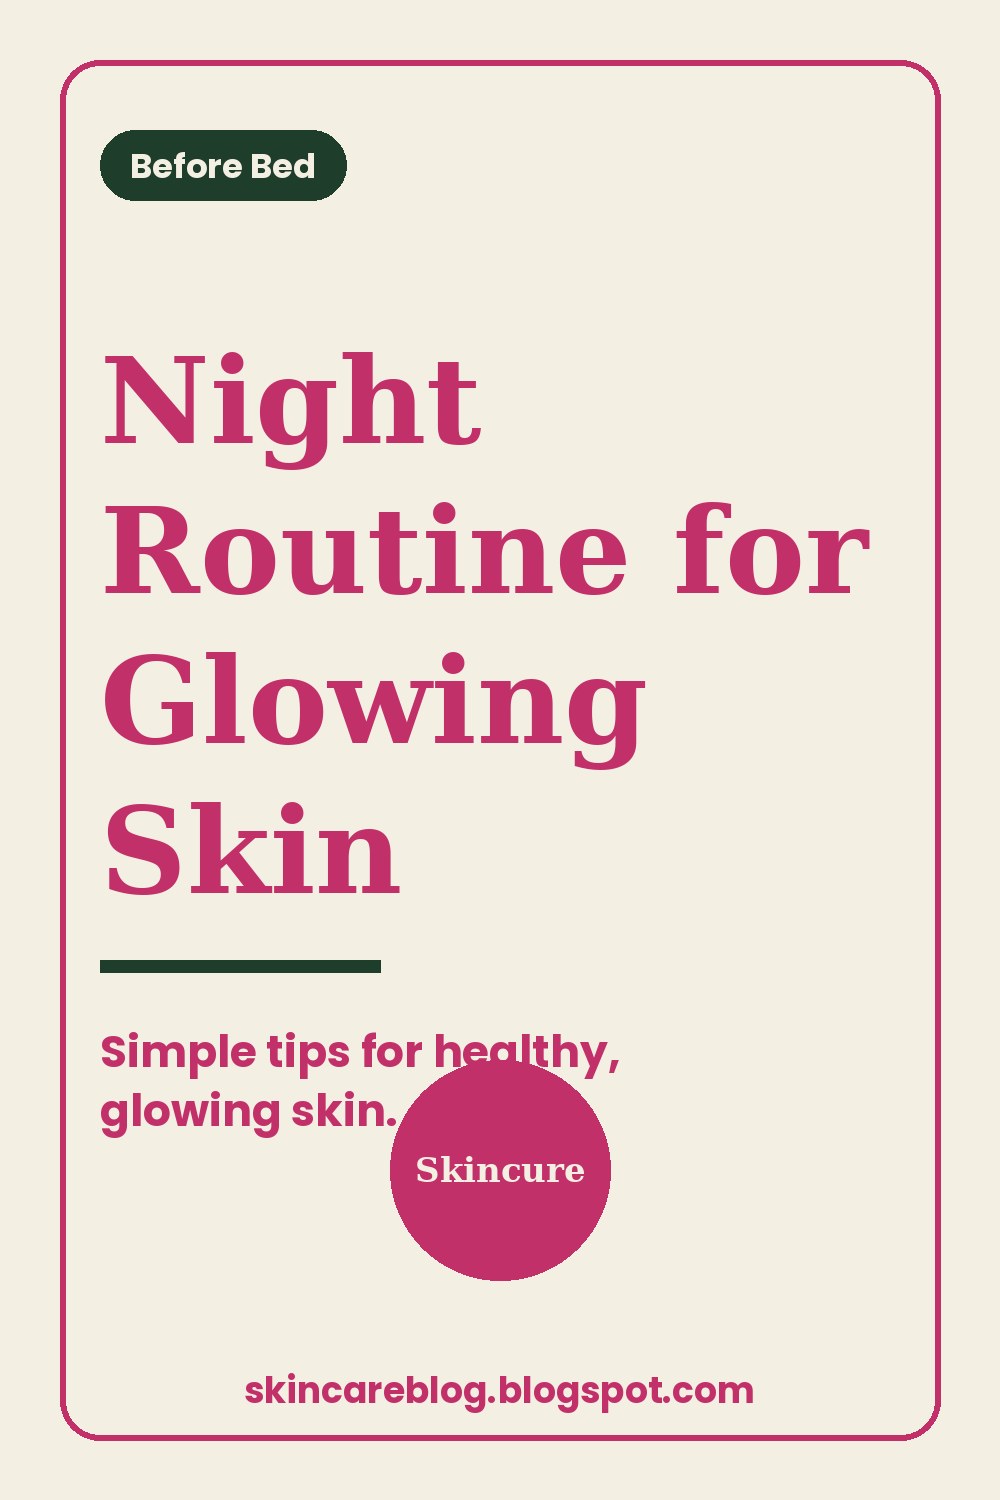 Before Bed
Night
Routine for
Glowing
Skin
Simple tips for healthy,
glowing skin.
Skincure
skincareblog.blogspot.com